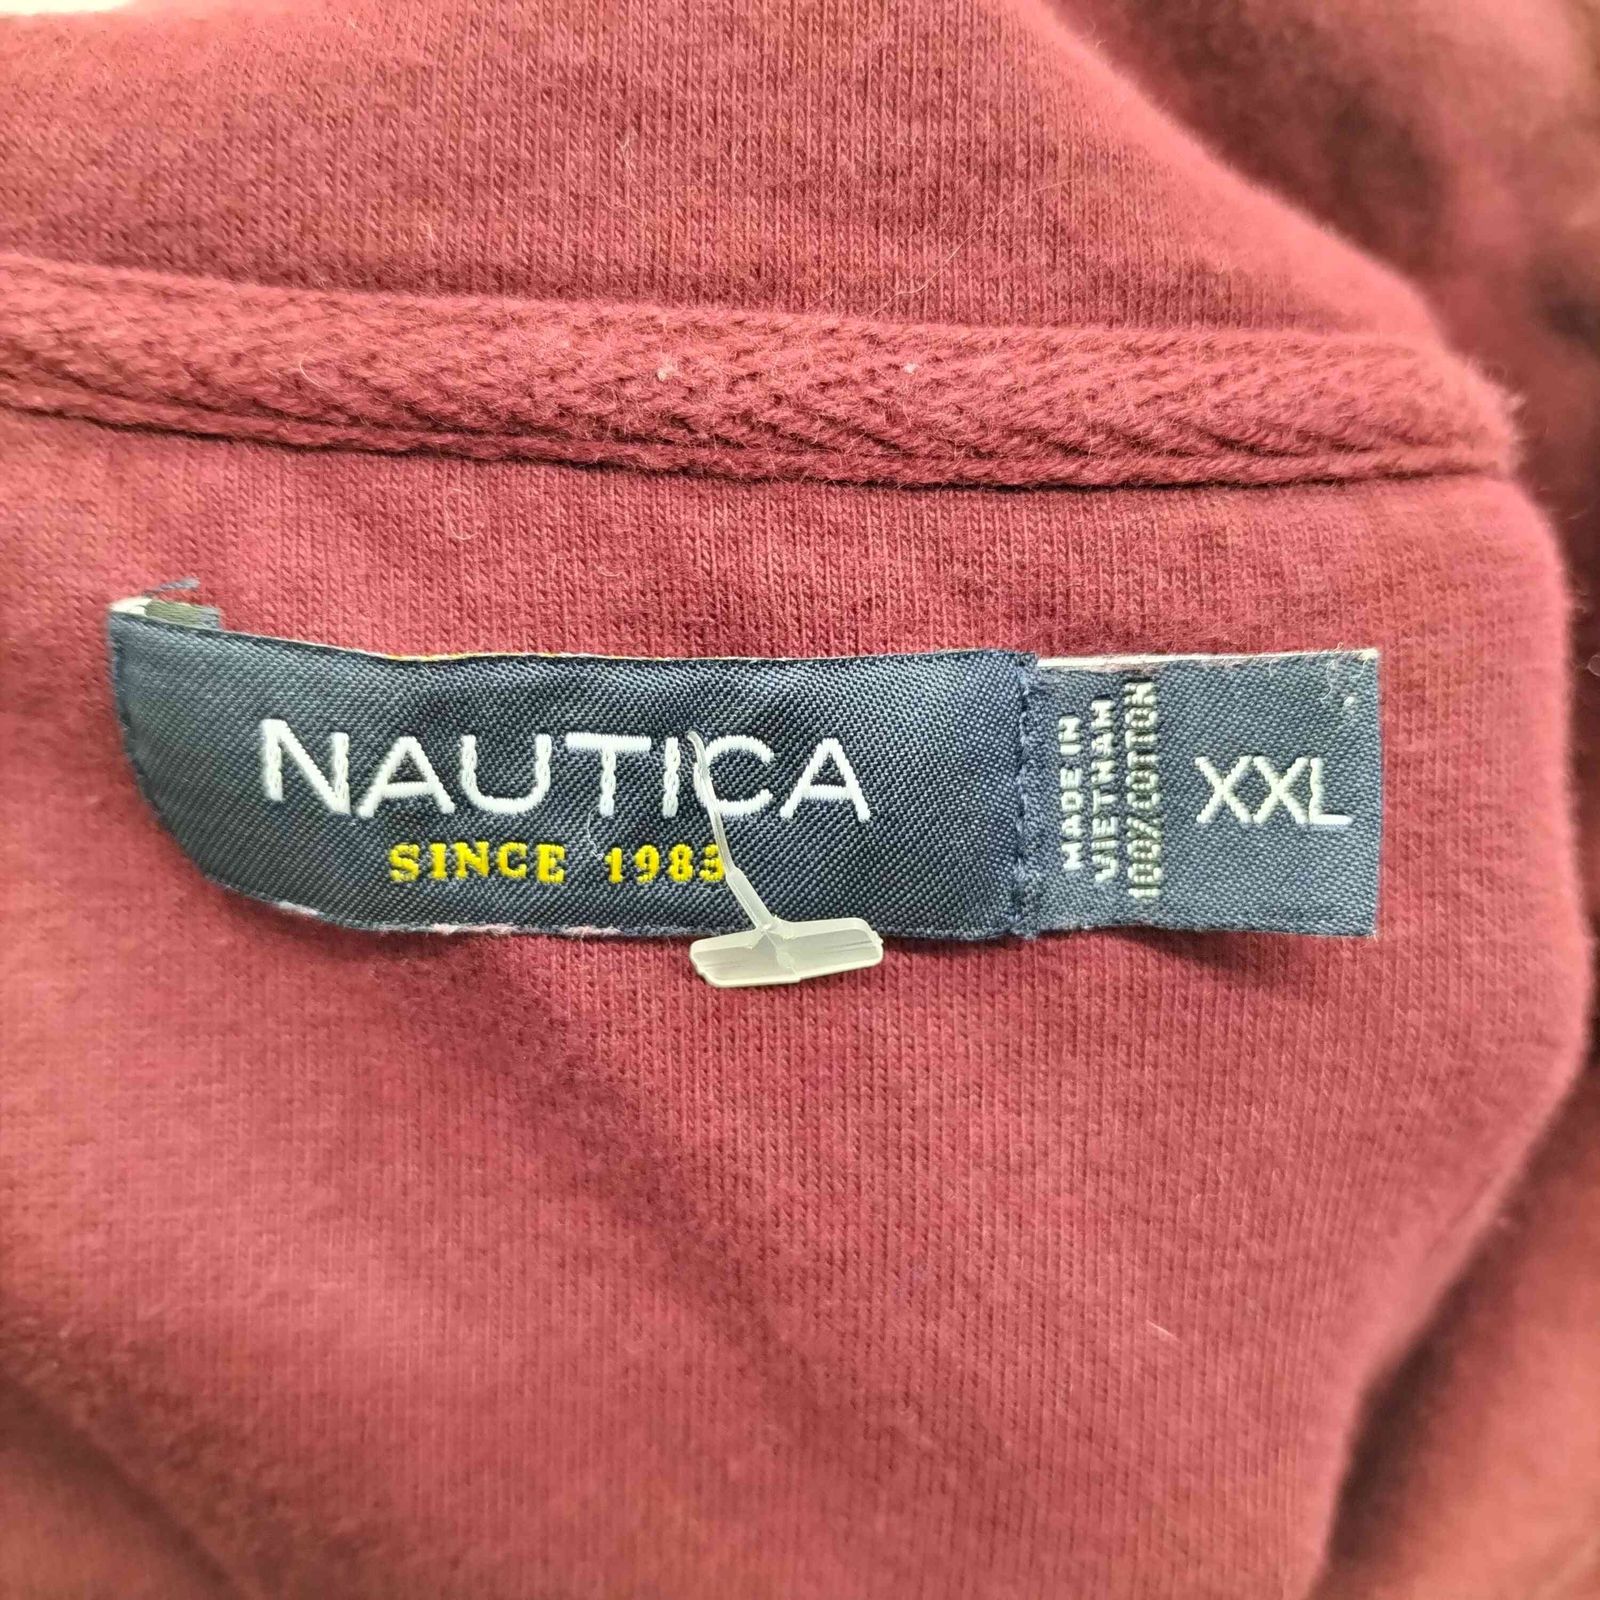 NAUTICA
SINCE 1983
MADE IN
VIETNAM
100% COTTON
XXL